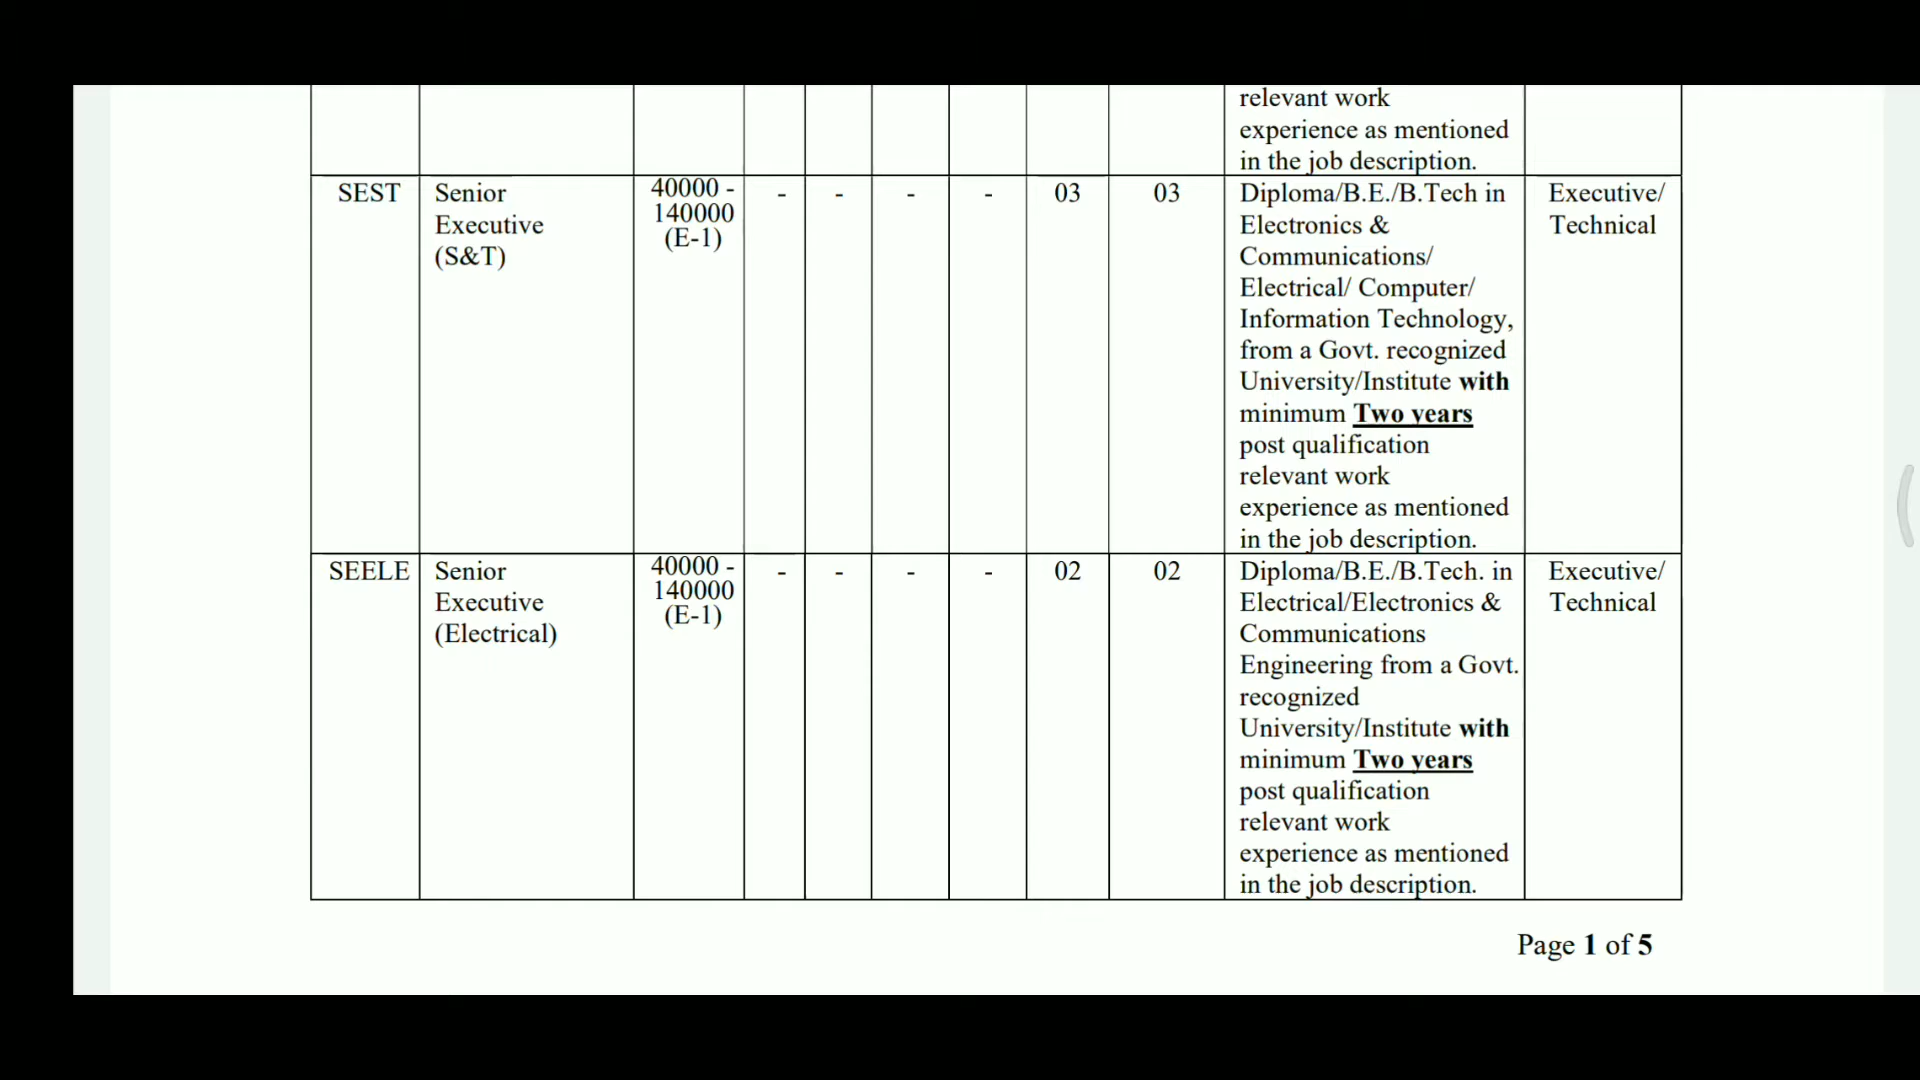 relevant work
experience as mentioned
in the job description.
SEST Senior Executive (S&T) 40000 - 140000 (E-1) - - - - 03 03 Diploma/B.E./B.Tech in Executive/
Electronics & Technical
Communications/
Electrical/ Computer/
Information Technology,
from a Govt. recognized
University/Institute with
minimum Two years
post qualification
relevant work
experience as mentioned
in the job description.
SEELE Senior Executive (Electrical) 40000 - 140000 (E-1) - - - - 02 02 Diploma/B.E./B.Tech. in Executive/
Electrical/Electronics & Technical
Communications
Engineering from a Govt.
recognized
University/Institute with
minimum Two years
post qualification
relevant work
experience as mentioned
in the job description.
Page 1 of 5